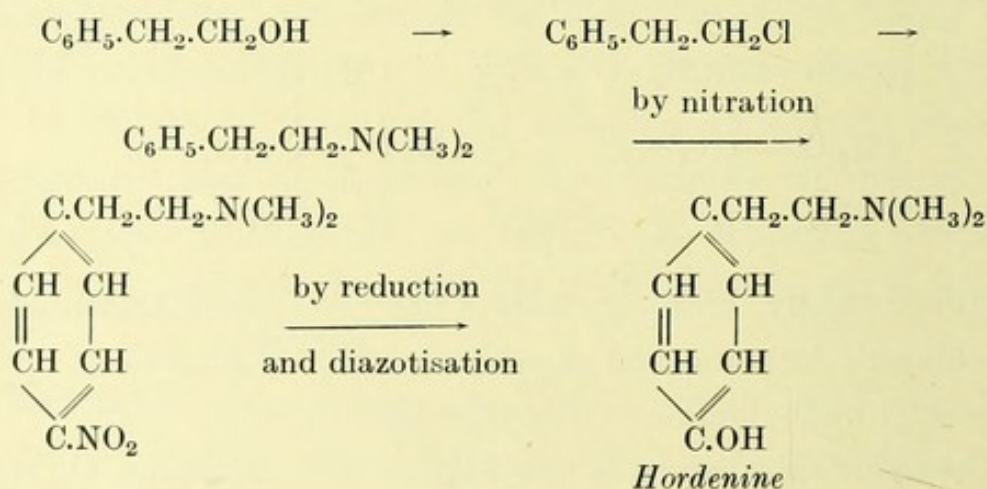 C₆H₅.CH₂.CH₂OH → C₆H₅.CH₂.CH₂Cl →
by nitration
C₆H₅.CH₂.CH₂.N(CH₃)₂ →
C.CH₂.CH₂.N(CH₃)₂ C.CH₂.CH₂.N(CH₃)₂
CH CH by reduction CH CH
CH CH and diazotisation CH CH
C.NO₂ C.OH
Hordenine